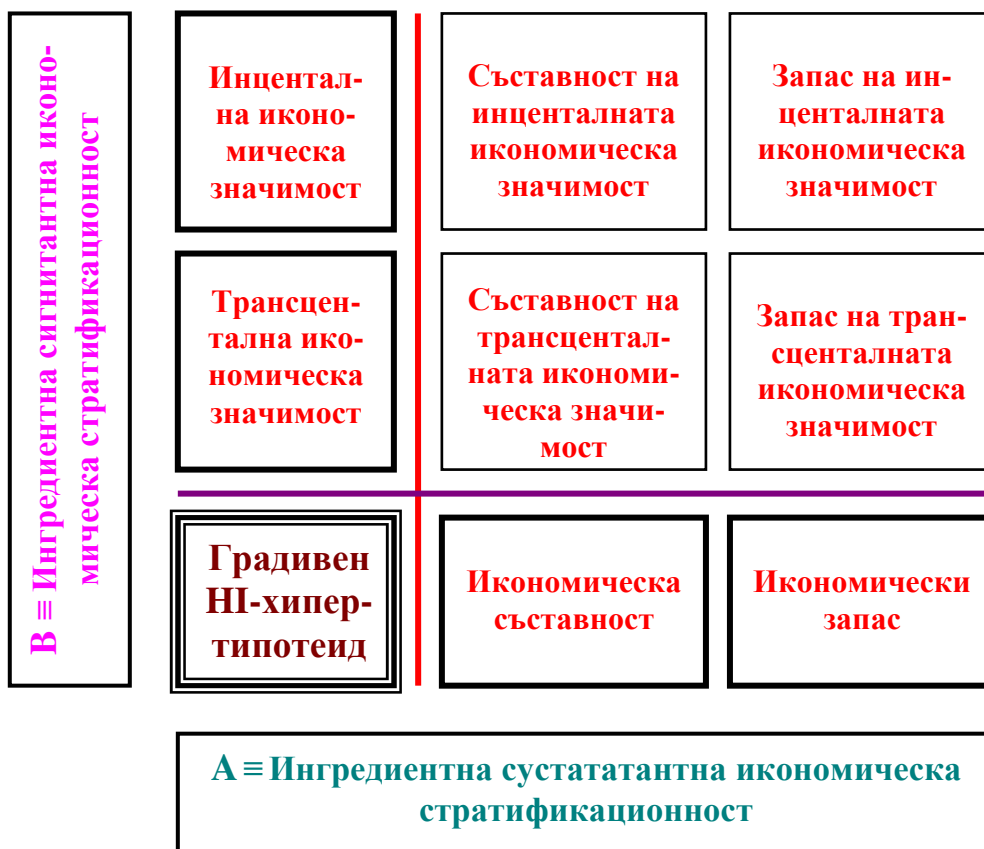 B ≡ Ингредиентна сигнитантна иконо-
мическа стратификационност
Инцентал-
на иконо-
мическа
значимост
Съставност на
инценталната
икономическа
значимост
Запас на ин-
центалната
икономическа
значимост
Трансцен-
тална ико-
номическа
значимост
Съставност на
трансцентал-
ната икономи-
ческа значи-
мост
Запас на тран-
сценталната
икономическа
значимост
Градивен
HI-хипер-
типотеид
Икономическа
съставност
Икономически
запас
A ≡ Ингредиентна сустататантна икономическа
стратификационност